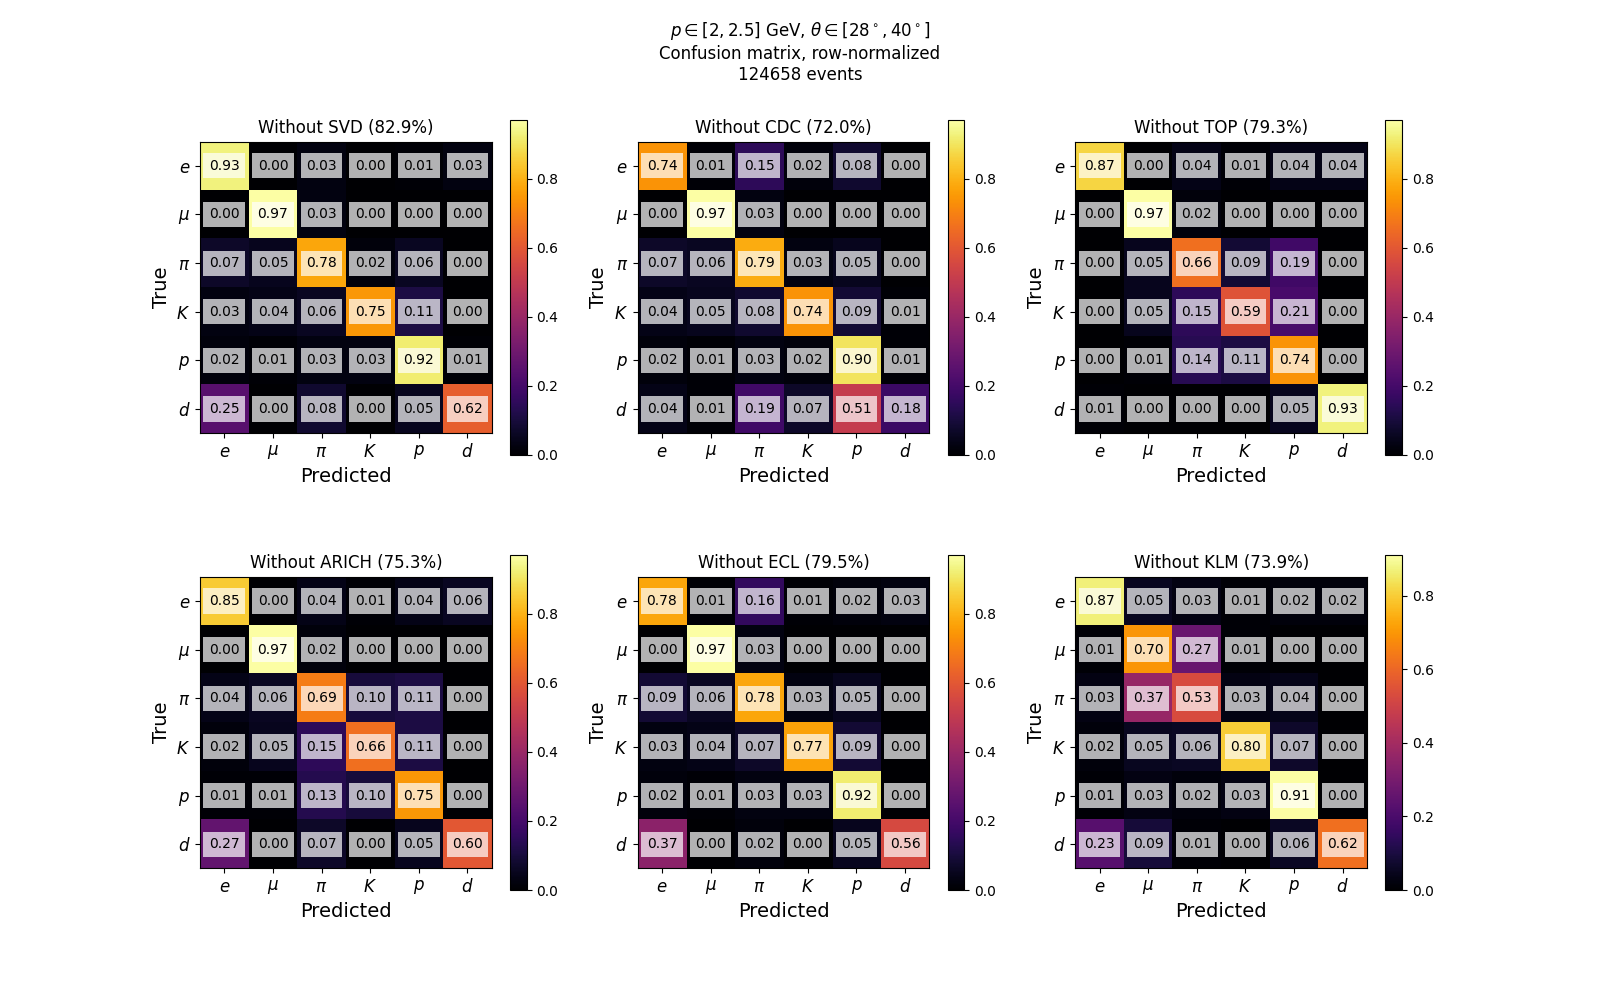 p ∈ [2, 2.5] GeV, θ ∈ [28°, 40°]
Confusion matrix, row-normalized
124658 events
Without SVD (82.9%)
e 0.93 0.00 0.03 0.00 0.01 0.03
μ 0.00 0.97 0.03 0.00 0.00 0.00
π 0.07 0.05 0.78 0.02 0.06 0.00
K 0.03 0.04 0.06 0.75 0.11 0.00
p 0.02 0.01 0.03 0.03 0.92 0.01
d 0.25 0.00 0.08 0.00 0.05 0.62
e μ π K p d
Predicted
True
0.8
0.6
0.4
0.2
0.0
Without CDC (72.0%)
e 0.74 0.01 0.15 0.02 0.08 0.00
μ 0.00 0.97 0.03 0.00 0.00 0.00
π 0.07 0.06 0.79 0.03 0.05 0.00
K 0.04 0.05 0.08 0.74 0.09 0.01
p 0.02 0.01 0.03 0.02 0.90 0.01
d 0.04 0.01 0.19 0.07 0.51 0.18
e μ π K p d
Predicted
True
0.8
0.6
0.4
0.2
0.0
Without TOP (79.3%)
e 0.87 0.00 0.04 0.01 0.04 0.04
μ 0.00 0.97 0.02 0.00 0.00 0.00
π 0.00 0.05 0.66 0.09 0.19 0.00
K 0.00 0.05 0.15 0.59 0.21 0.00
p 0.00 0.01 0.14 0.11 0.74 0.00
d 0.01 0.00 0.00 0.00 0.05 0.93
e μ π K p d
Predicted
True
0.8
0.6
0.4
0.2
0.0
Without ARICH (75.3%)
e 0.85 0.00 0.04 0.01 0.04 0.06
μ 0.00 0.97 0.02 0.00 0.00 0.00
π 0.04 0.06 0.69 0.10 0.11 0.00
K 0.02 0.05 0.15 0.66 0.11 0.00
p 0.01 0.01 0.13 0.10 0.75 0.00
d 0.27 0.00 0.07 0.00 0.05 0.60
e μ π K p d
Predicted
True
0.8
0.6
0.4
0.2
0.0
Without ECL (79.5%)
e 0.78 0.01 0.16 0.01 0.02 0.03
μ 0.00 0.97 0.03 0.00 0.00 0.00
π 0.09 0.06 0.78 0.03 0.05 0.00
K 0.03 0.04 0.07 0.77 0.09 0.00
p 0.02 0.01 0.03 0.03 0.92 0.00
d 0.37 0.00 0.02 0.00 0.05 0.56
e μ π K p d
Predicted
True
0.8
0.6
0.4
0.2
0.0
Without KLM (73.9%)
e 0.87 0.05 0.03 0.01 0.02 0.02
μ 0.01 0.70 0.27 0.01 0.00 0.00
π 0.03 0.37 0.53 0.03 0.04 0.00
K 0.02 0.05 0.06 0.80 0.07 0.00
p 0.01 0.03 0.02 0.03 0.91 0.00
d 0.23 0.09 0.01 0.00 0.06 0.62
e μ π K p d
Predicted
True
0.8
0.6
0.4
0.2
0.0